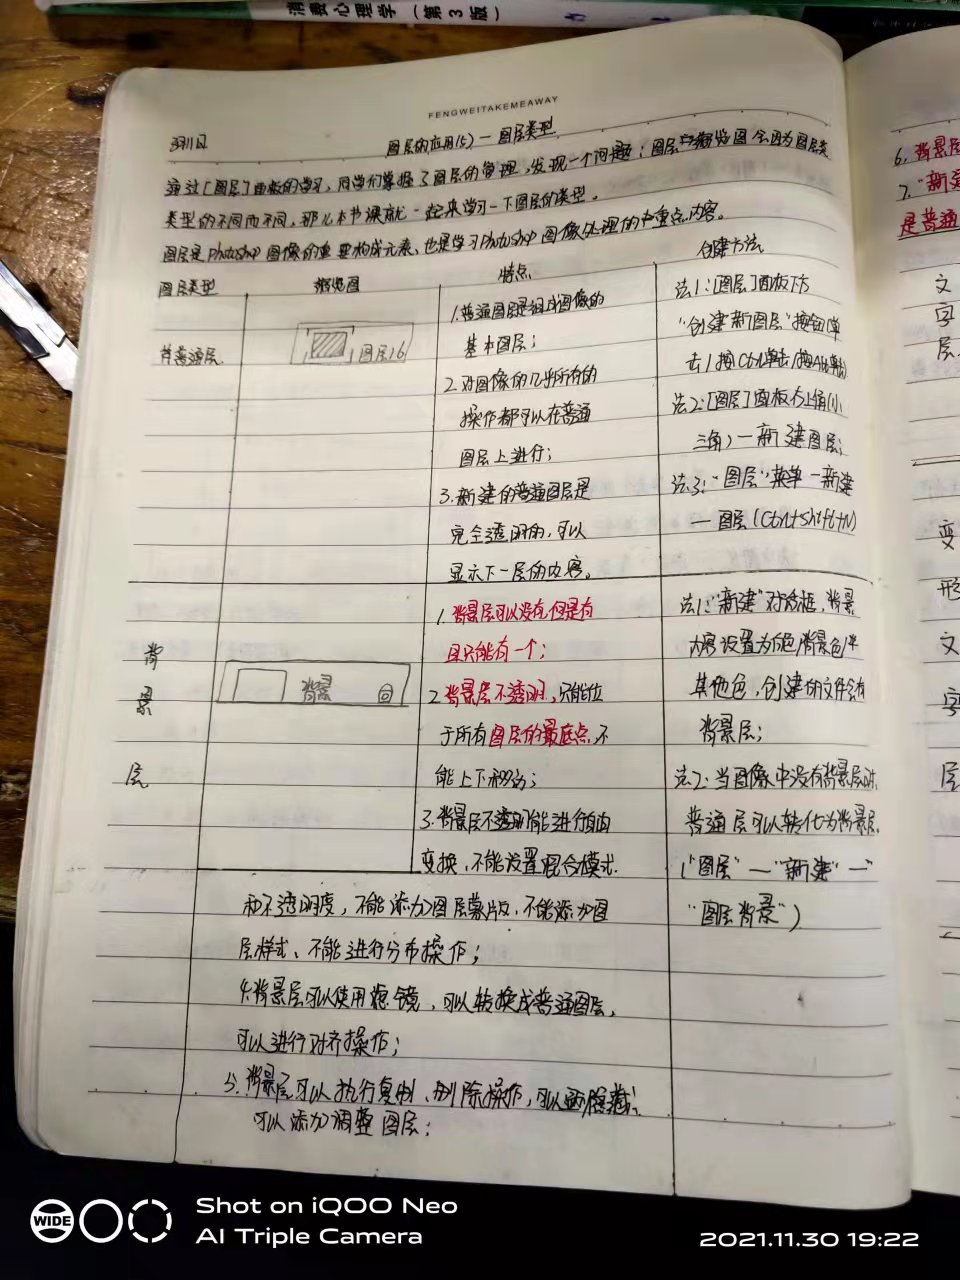 消费心理学（第3版）
FENGWEITAKEMEAWAY
图层的应用(5)—图层类型
通过[图层]面板的学习，同学们掌握了图层的管理，发现一个问题：图层预览图会因为图层类
类型的不同而不同，那么本节课就一起来学习一下图层的类型。
图层是Photoshop图像的重要构成元素，也是学习Photoshop图像处理的中重点内容。
图层类型 预览图 特点 创建方法
普通层
图层16
1.普通图层是组成图像的
基本图层；
2.对图像的几乎所有的
操作都可以在普通
图层上进行；
3.新建的普通图层是
完全透明的，可以
显示下一层的内容。
法1：[图层]面板下方
“创建新图层”按钮(单
击/按Ctrl单击/按Alt单击)
法2：[图层]面板右上角(小
三角)—新建图层；
法3：“图层”菜单—新建
—图层(Ctrl+Shift+N)
背
景
层
背景
1.背景层可以没有，但是有
且只能有一个；
2.背景层不透明，只能位
于所有图层的最底点，不
能上下移动；
3.背景层不透明能进行自由
变换，不能设置混合模式
和不透明度，不能添加图层蒙版，不能添加图
层样式、不能进行分布操作；
4.背景层可以使用滤镜，可以转换成普通图层，
可以进行对齐操作；
5.背景层可以执行复制、删除操作，可以隐藏；
可以添加调整图层；
法1：“新建”对话框，背景
内容设置为白色/背景色/
其他色，创建的文件含有
背景层；
法2：当图像中没有背景层时，
普通层可以转化为背景层
(“图层”—“新建”—
“图层背景”)
6.背景层
7.“新建
是普通
文
字
层
变
形
文
字
层
WIDE
Shot on iQOO Neo
AI Triple Camera
2021.11.30 19:22